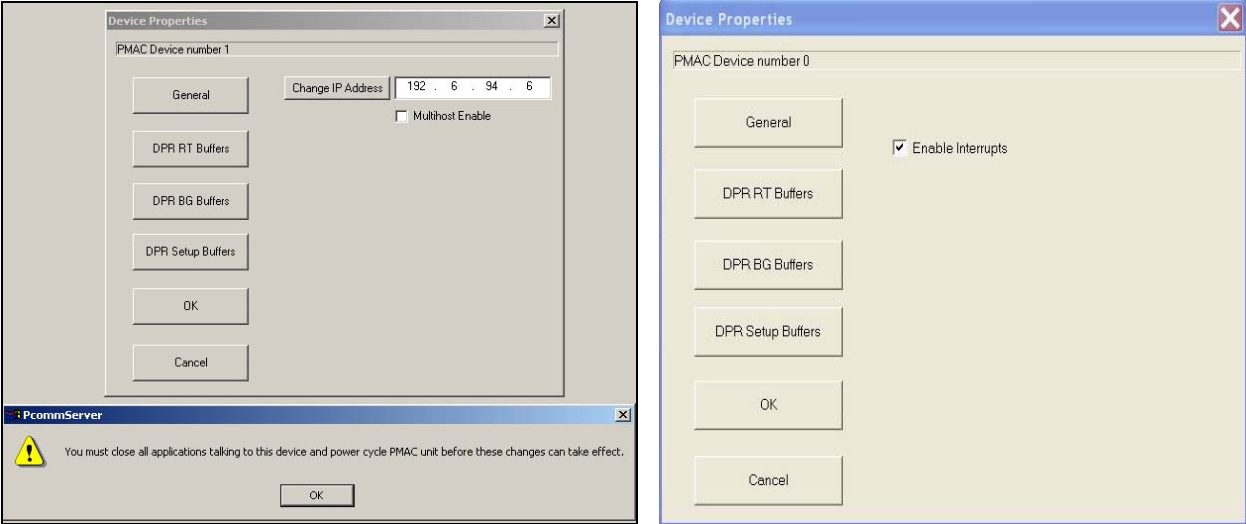 Device Properties
PMAC Device number 1
General
Change IP Address
192 . 6 . 94 . 6
Multihost Enable
DPR RT Buffers
DPR BG Buffers
DPR Setup Buffers
OK
Cancel
PcommServer
You must close all applications talking to this device and power cycle PMAC unit before these changes can take effect.
OK
Device Properties
PMAC Device number 0
General
Enable Interrupts
DPR RT Buffers
DPR BG Buffers
DPR Setup Buffers
OK
Cancel